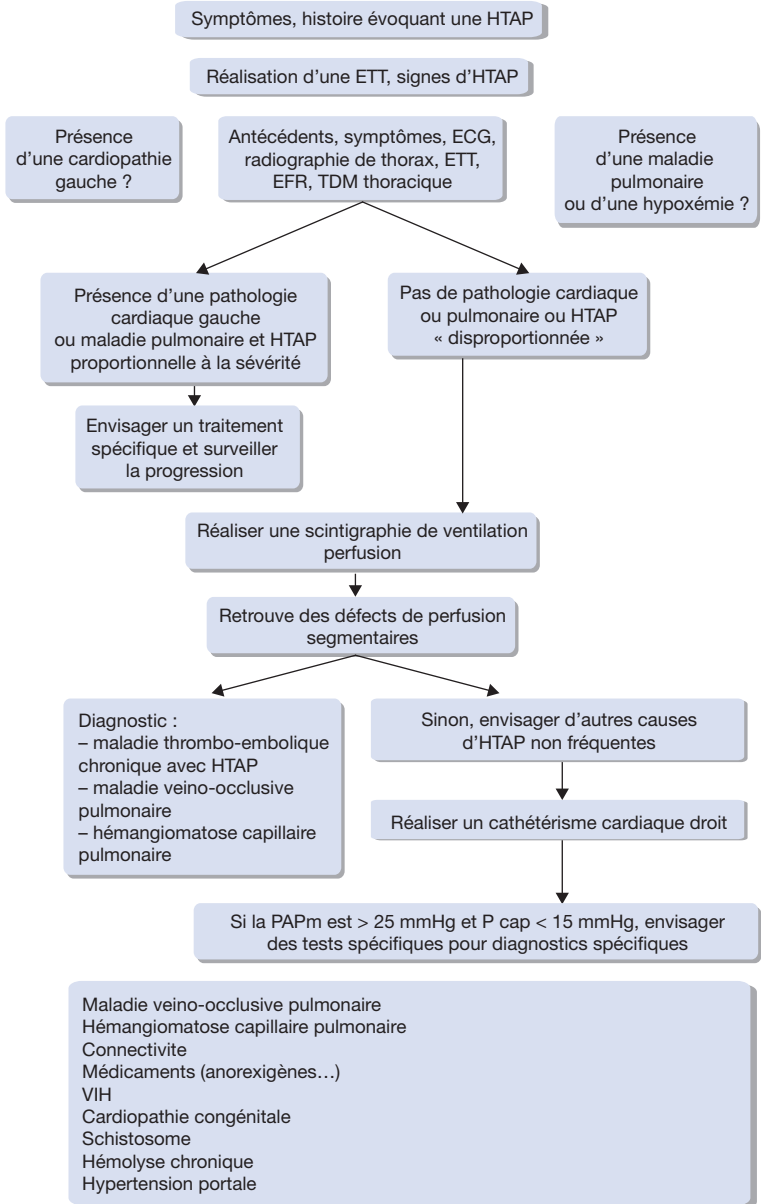 Symptômes, histoire évoquant une HTAP
Réalisation d’une ETT, signes d’HTAP
Présence
d’une cardiopathie
gauche ?
Antécédents, symptômes, ECG,
radiographie de thorax, ETT,
EFR, TDM thoracique
Présence
d’une maladie
pulmonaire
ou d’une hypoxémie ?
Présence d’une pathologie
cardiaque gauche
ou maladie pulmonaire et HTAP
proportionnelle à la sévérité
Pas de pathologie cardiaque
ou pulmonaire ou HTAP
« disproportionnée »
Envisager un traitement
spécifique et surveiller
la progression
Réaliser une scintigraphie de ventilation
perfusion
Retrouve des défects de perfusion
segmentaires
Diagnostic :
– maladie thrombo-embolique
chronique avec HTAP
– maladie veino-occlusive
pulmonaire
– hémangiomatose capillaire
pulmonaire
Sinon, envisager d’autres causes
d’HTAP non fréquentes
Réaliser un cathétérisme cardiaque droit
Si la PAPm est > 25 mmHg et P cap < 15 mmHg, envisager
des tests spécifiques pour diagnostics spécifiques
Maladie veino-occlusive pulmonaire
Hémangiomatose capillaire pulmonaire
Connectivite
Médicaments (anorexigènes…)
VIH
Cardiopathie congénitale
Schistosome
Hémolyse chronique
Hypertension portale